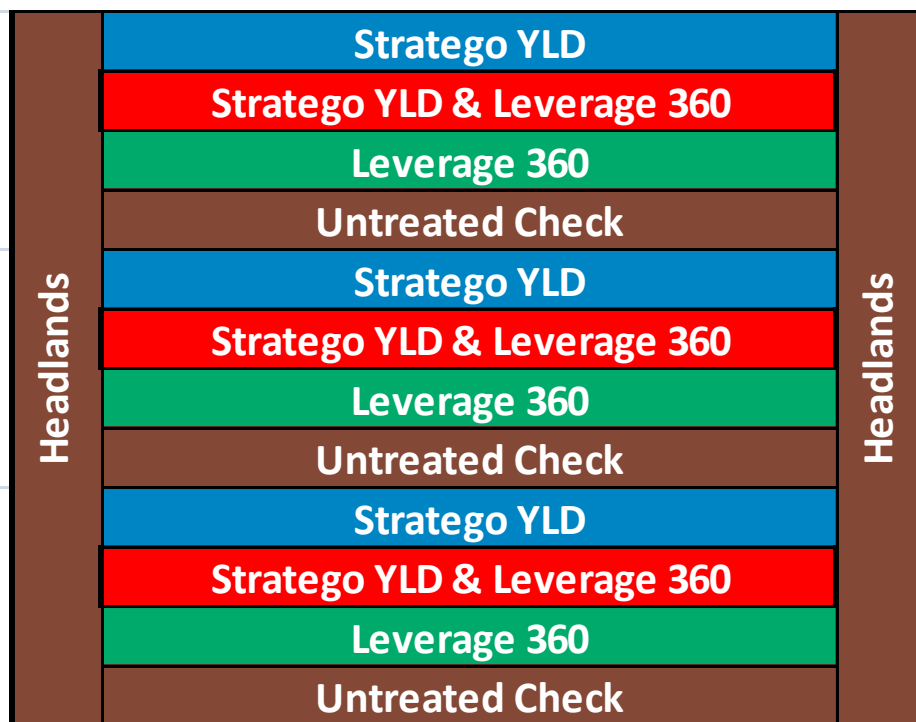 Stratego YLD
Stratego YLD & Leverage 360
Leverage 360
Untreated Check
Stratego YLD
Stratego YLD & Leverage 360
Leverage 360
Untreated Check
Stratego YLD
Stratego YLD & Leverage 360
Leverage 360
Untreated Check
Headlands
Headlands